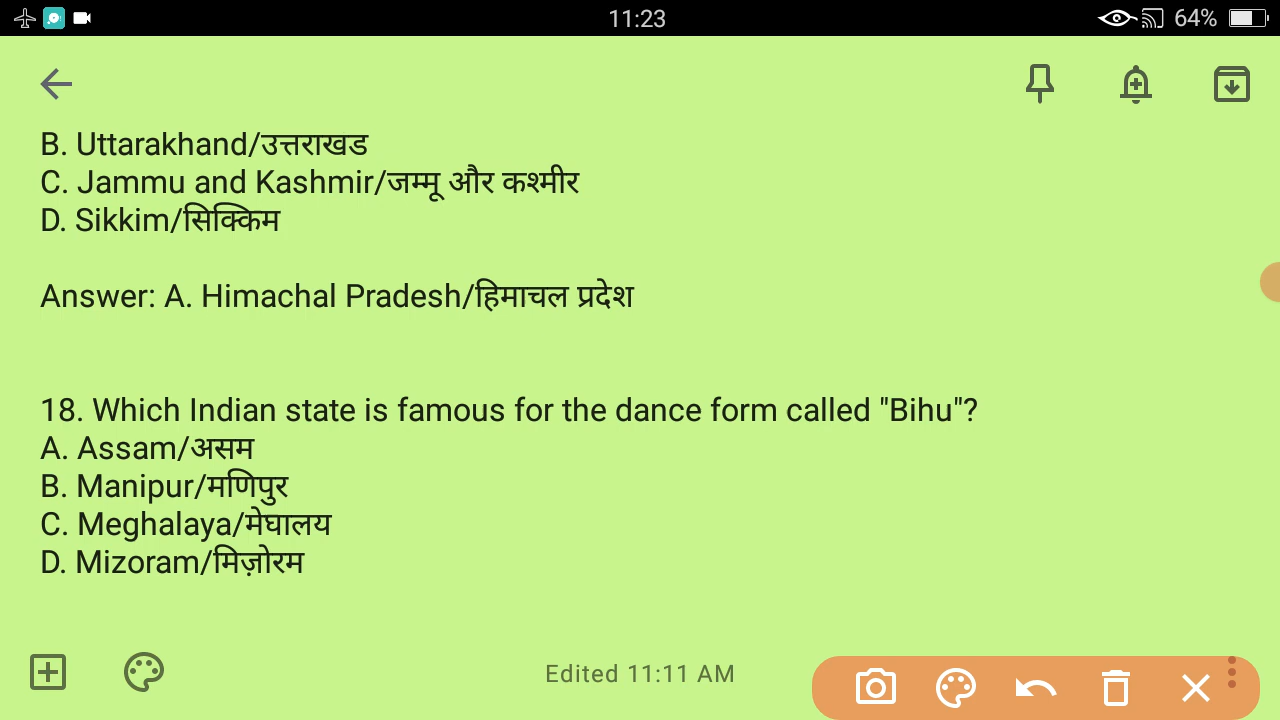 11:23
64%
B. Uttarakhand/उत्तराखड
C. Jammu and Kashmir/जम्मू और कश्मीर
D. Sikkim/सिक्किम
Answer: A. Himachal Pradesh/हिमाचल प्रदेश
18. Which Indian state is famous for the dance form called "Bihu"?
A. Assam/असम
B. Manipur/मणिपुर
C. Meghalaya/मेघालय
D. Mizoram/मिज़ोरम
Edited 11:11 AM